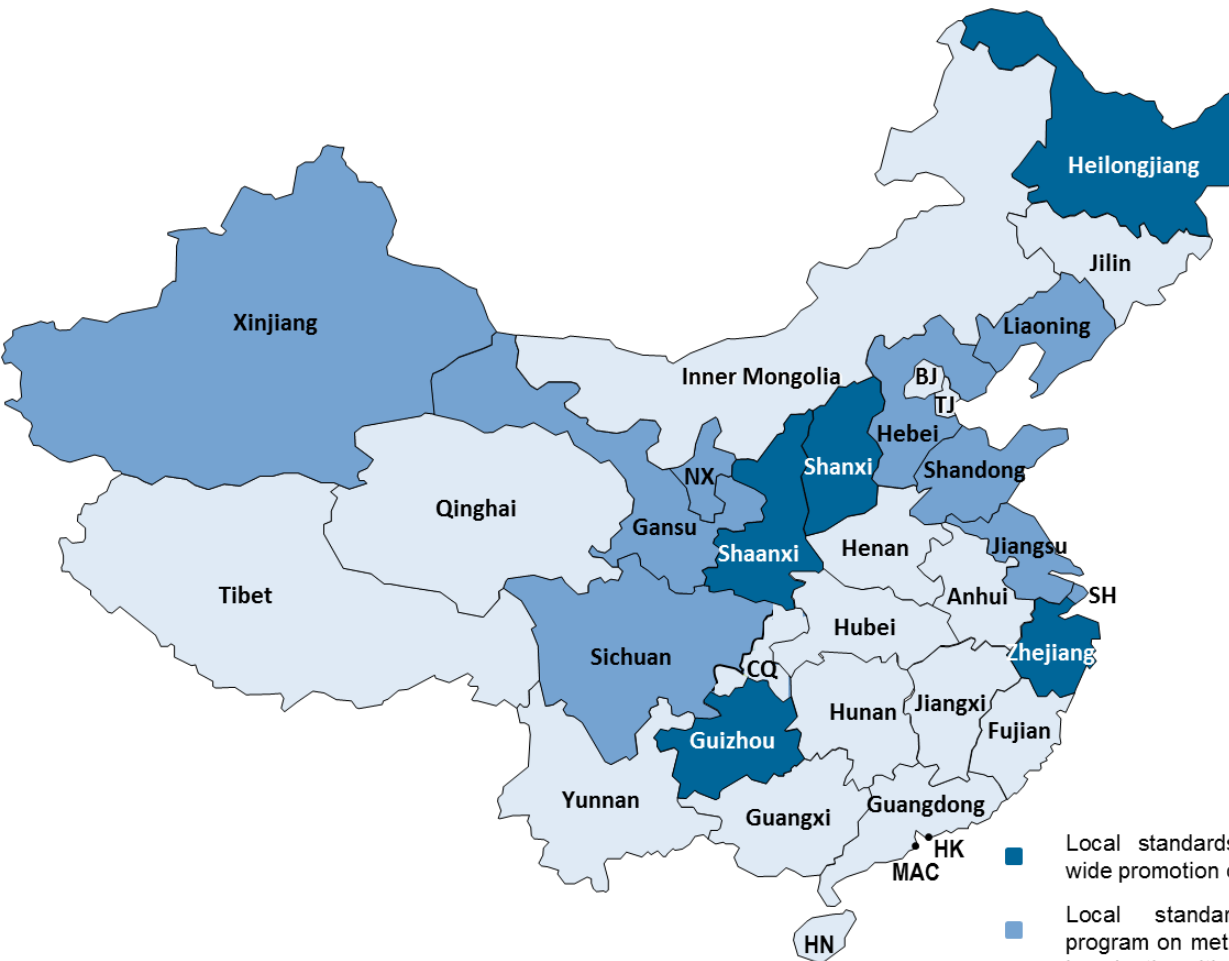 Heilongjiang
Jilin
Xinjiang
Liaoning
Inner Mongolia
BJ
TJ
Hebei
Shanxi
Shandong
NX
Qinghai
Gansu
Shaanxi
Henan
Jiangsu
Tibet
Anhui
SH
Hubei
Sichuan
Zhejiang
CQ
Hunan
Jiangxi
Fujian
Guizhou
Yunnan
Guangxi
Guangdong
HK
MAC
HN
Local standards
wide promotion
Local
program on